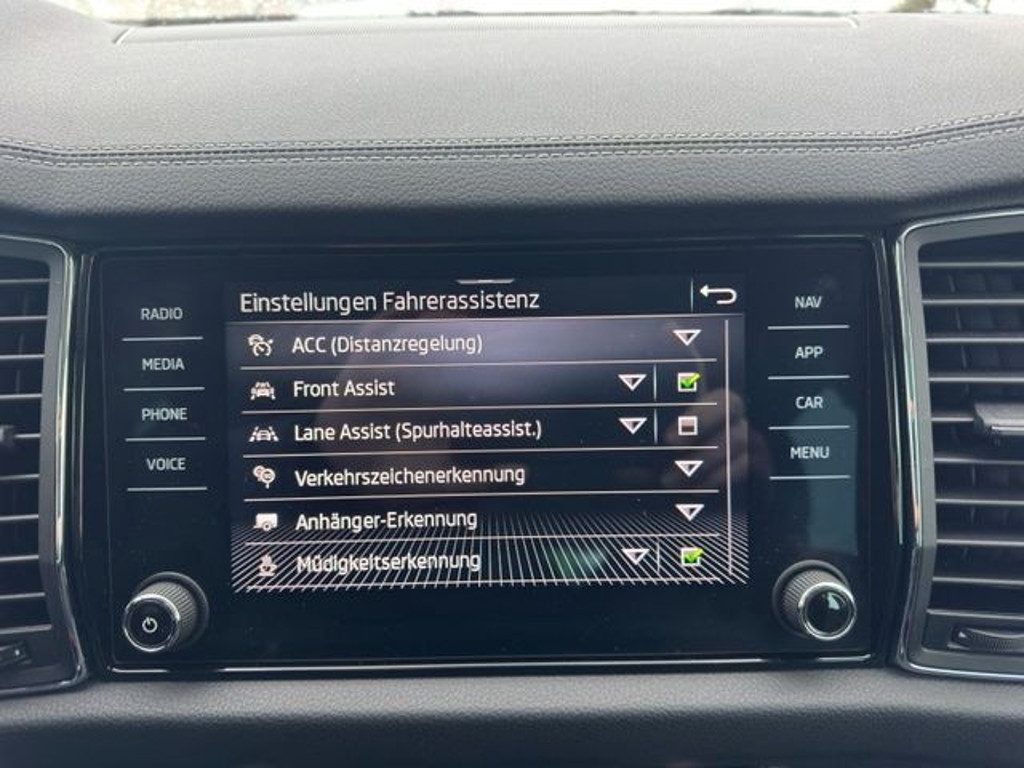 RADIO
MEDIA
PHONE
VOICE
Einstellungen Fahrerassistenz
ACC (Distanzregelung)
Front Assist
Lane Assist (Spurhalteassist.)
Verkehrszeichenerkennung
Anhänger-Erkennung
Müdigkeitserkennung
NAV
APP
CAR
MENU